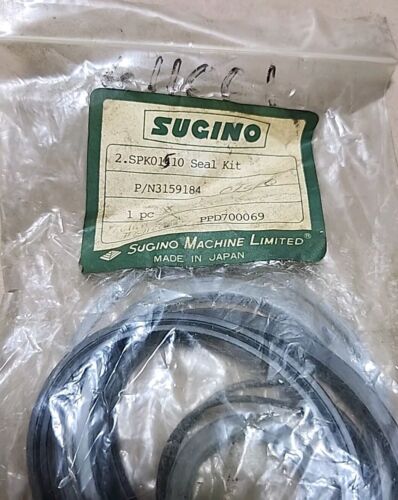 SUGINO
2.SPK01510 Seal Kit
P/N3159184
1 pc PPD700069
SUGINO MACHINE LIMITED®
MADE IN JAPAN